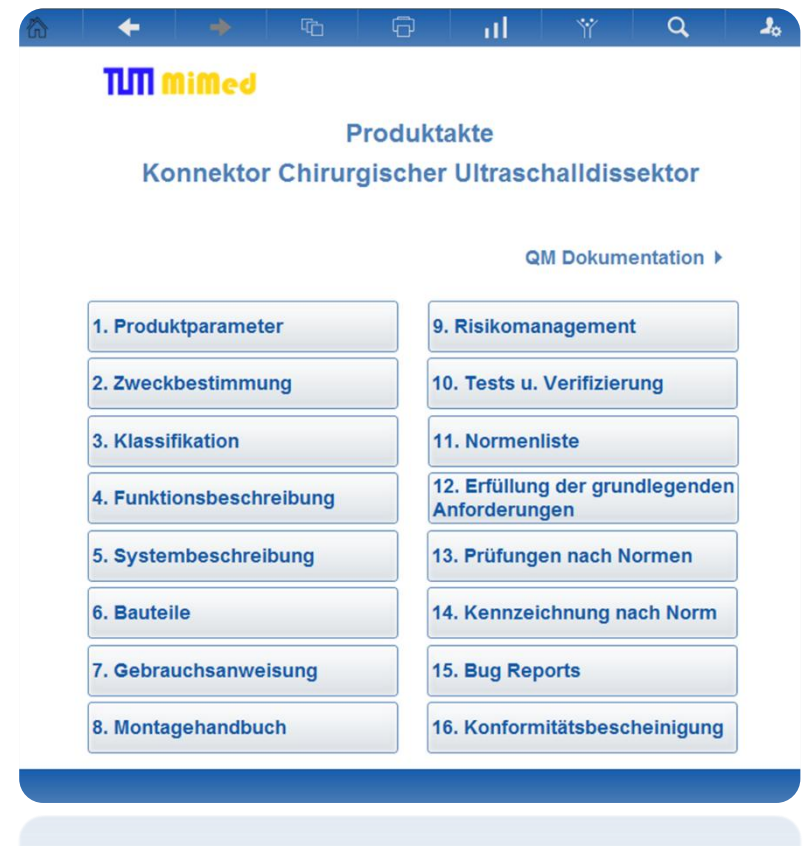 TUM MiMed
Produktakte
Konnektor Chirurgischer Ultraschalldissektor
QM Dokumentation
1. Produktparameter
2. Zweckbestimmung
3. Klassifikation
4. Funktionsbeschreibung
5. Systembeschreibung
6. Bauteile
7. Gebrauchsanweisung
8. Montagehandbuch
9. Risikomanagement
10. Tests u. Verifizierung
11. Normenliste
12. Erfüllung der grundlegenden
Anforderungen
13. Prüfungen nach Normen
14. Kennzeichnung nach Norm
15. Bug Reports
16. Konformitätsbescheinigung